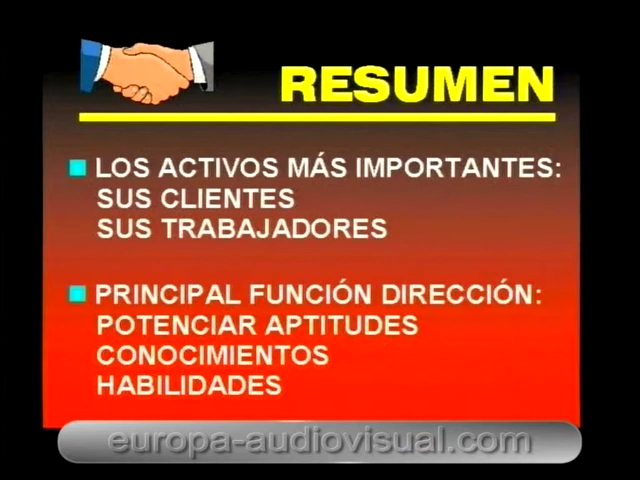 RESUMEN
LOS ACTIVOS MÁS IMPORTANTES:
SUS CLIENTES
SUS TRABAJADORES
PRINCIPAL FUNCIÓN DIRECCIÓN:
POTENCIAR APTITUDES
CONOCIMIENTOS
HABILIDADES
europa-audiovisual.com